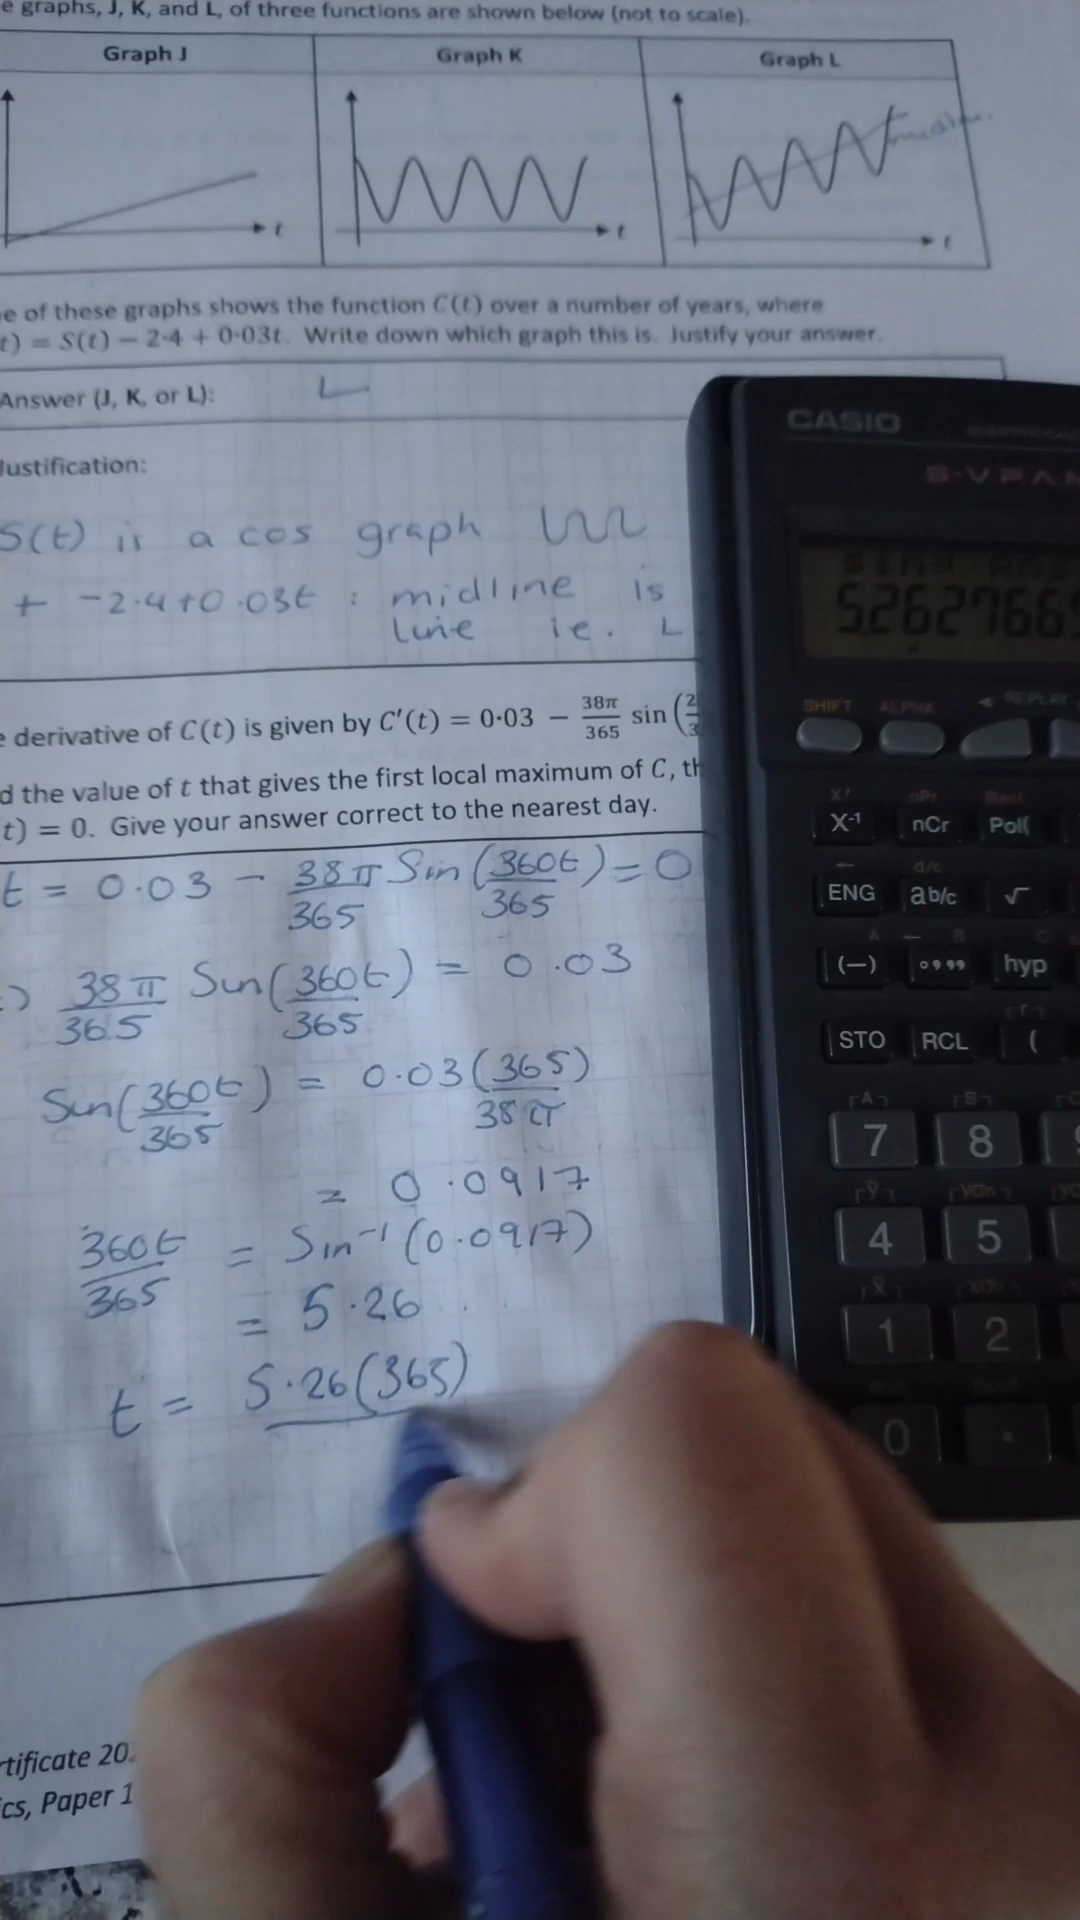 e graphs, J, K, and L, of three functions are shown below (not to scale).
Graph J Graph K Graph L
t t t
e of these graphs shows the function C(t) over a number of years, where
t) = S(t) − 2·4 + 0·03t. Write down which graph this is. Justify your answer.
Answer (J, K, or L): L
Justification:
S(t) is a cos graph
+ -2.4+0.03t : midline is
line ie. L
e derivative of C(t) is given by C′(t) = 0·03 − 38π/365 sin (2/3
d the value of t that gives the first local maximum of C, th
t) = 0. Give your answer correct to the nearest day.
t = 0.03 - 38π/365 Sin(360t/365) = 0
38π/365 Sin(360t/365) = 0.03
Sin(360t/365) = 0.03(365/38π)
= 0.0917
360t/365 = Sin-1(0.0917)
= 5.26
t = 5.26(365)
rtificate 20
cs, Paper 1
CASIO
S-V.P.A.M
5.2627669
SHIFT ALPHA REPLAY
X! nPr
X-1 nCr Pol(
d/c
ENG ab/c √
A B C
(−) hyp
STO RCL (
A B
7 8
4 5
1 2
0 ·